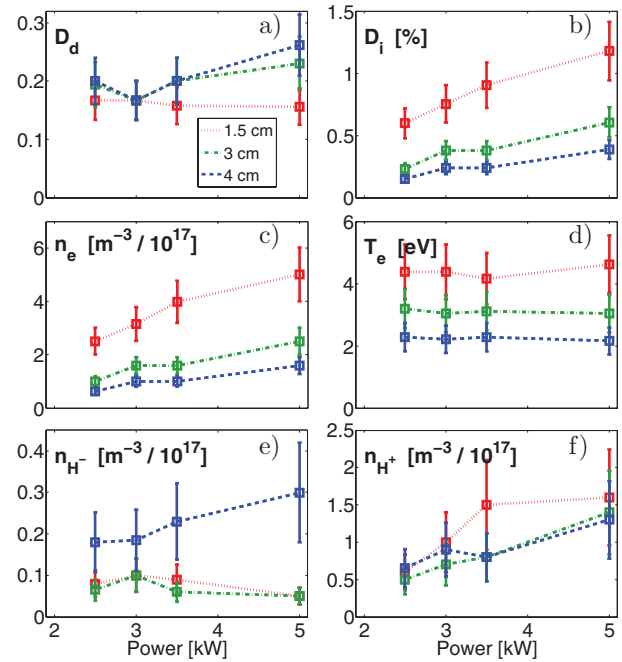 D_d a)
0.3
0.2
0.1
0
1.5 cm
3 cm
4 cm
D_i [%] b)
1.5
1
0.5
0
n_e [m^-3 / 10^17] c)
6
4
2
0
T_e [eV] d)
6
4
2
0
n_H^- [m^-3 / 10^17] e)
0.4
0.3
0.2
0.1
0
2 3 4 5
Power [kW]
n_H^+ [m^-3 / 10^17] f)
2.5
2
1.5
1
0.5
0
2 3 4 5
Power [kW]